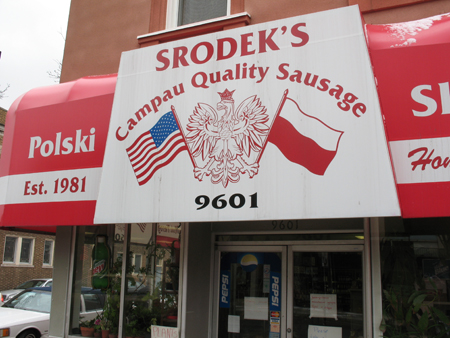 SRODEK'S
Campau Quality Sausage
Polski
Est. 1981
9601
9601
PEPSI
PEPSI